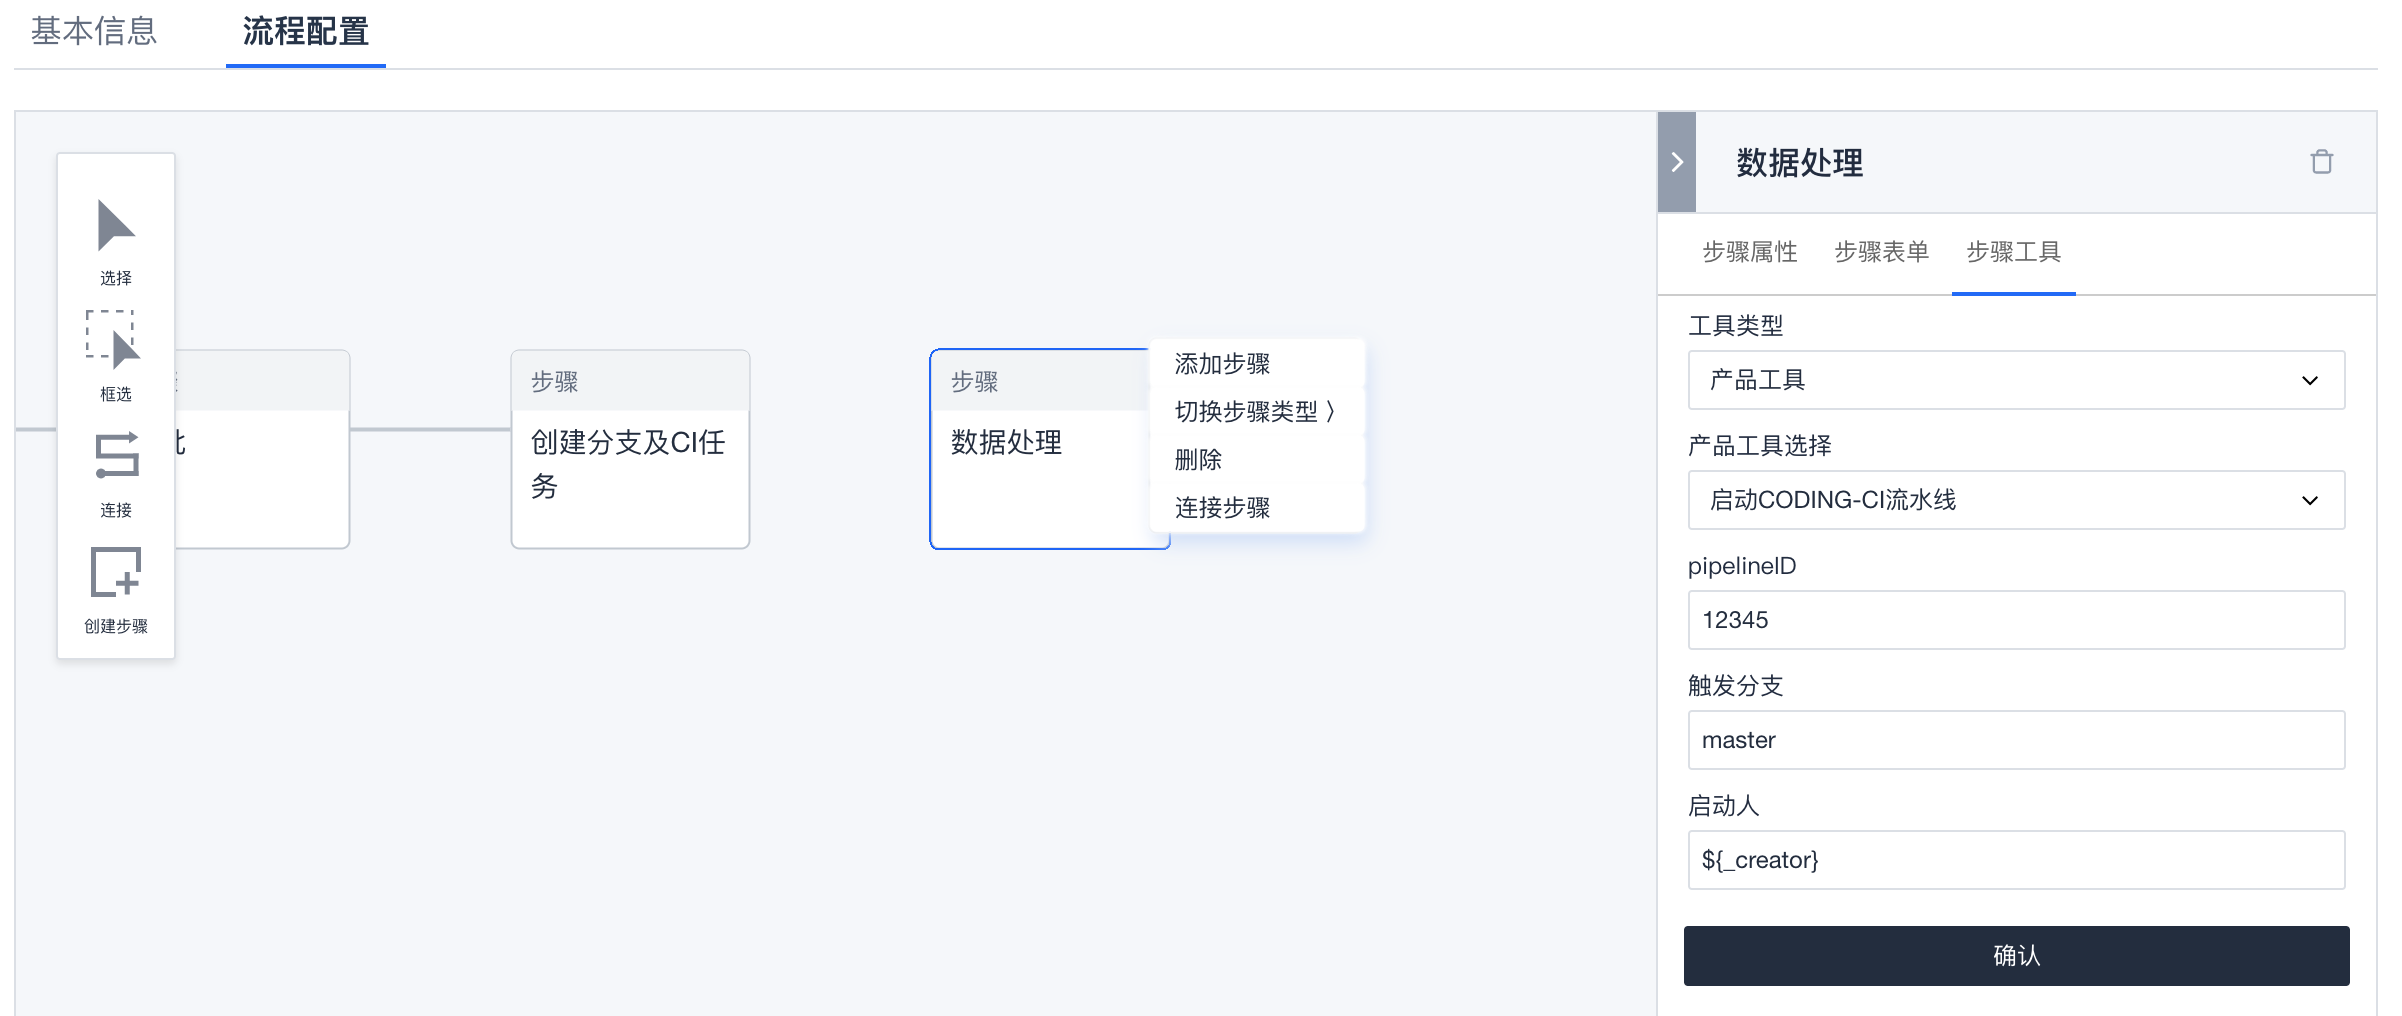 基本信息
流程配置
选择
框选
连接
创建步骤
步骤
创建分支及CI任
务
步骤
数据处理
添加步骤
切换步骤类型 〉
删除
连接步骤
数据处理
步骤属性
步骤表单
步骤工具
工具类型
产品工具
产品工具选择
启动CODING-CI流水线
pipelineID
12345
触发分支
master
启动人
${_creator}
确认